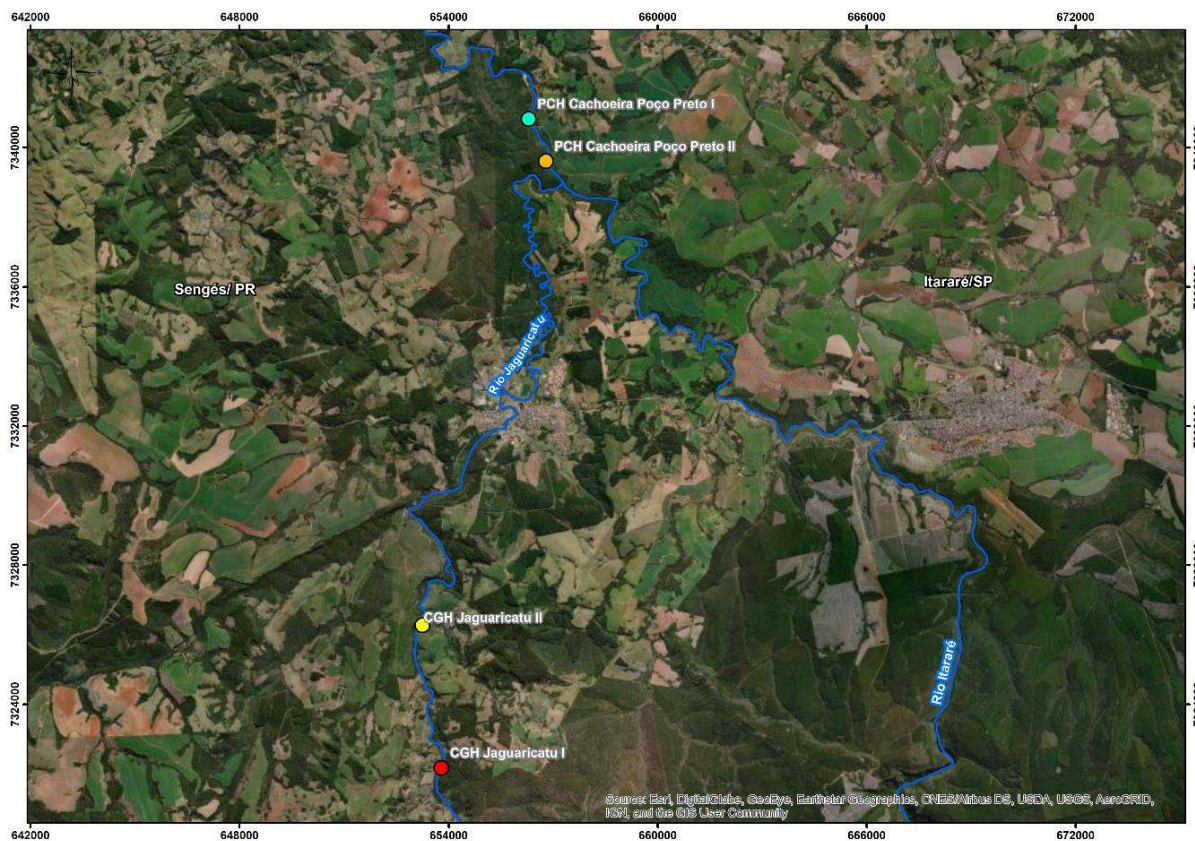 642000 648000 654000 660000 666000 672000
PCH Cachoeira Poço Preto I
7340000
PCH Cachoeira Poço Preto II
7336000
Sengés/ PR
Itararé/SP
Rio Jaguaricatu
7332000
7328000
CGH Jaguaricatu II
Rio Itararé
7324000
CGH Jaguaricatu I
Source: Esri, DigitalGlobe, GeoEye, Earthstar Geographics, CNES/Airbus DS, USDA, USGS, AeroGRID,
IGN, and the GIS User Community
642000 648000 654000 660000 666000 672000